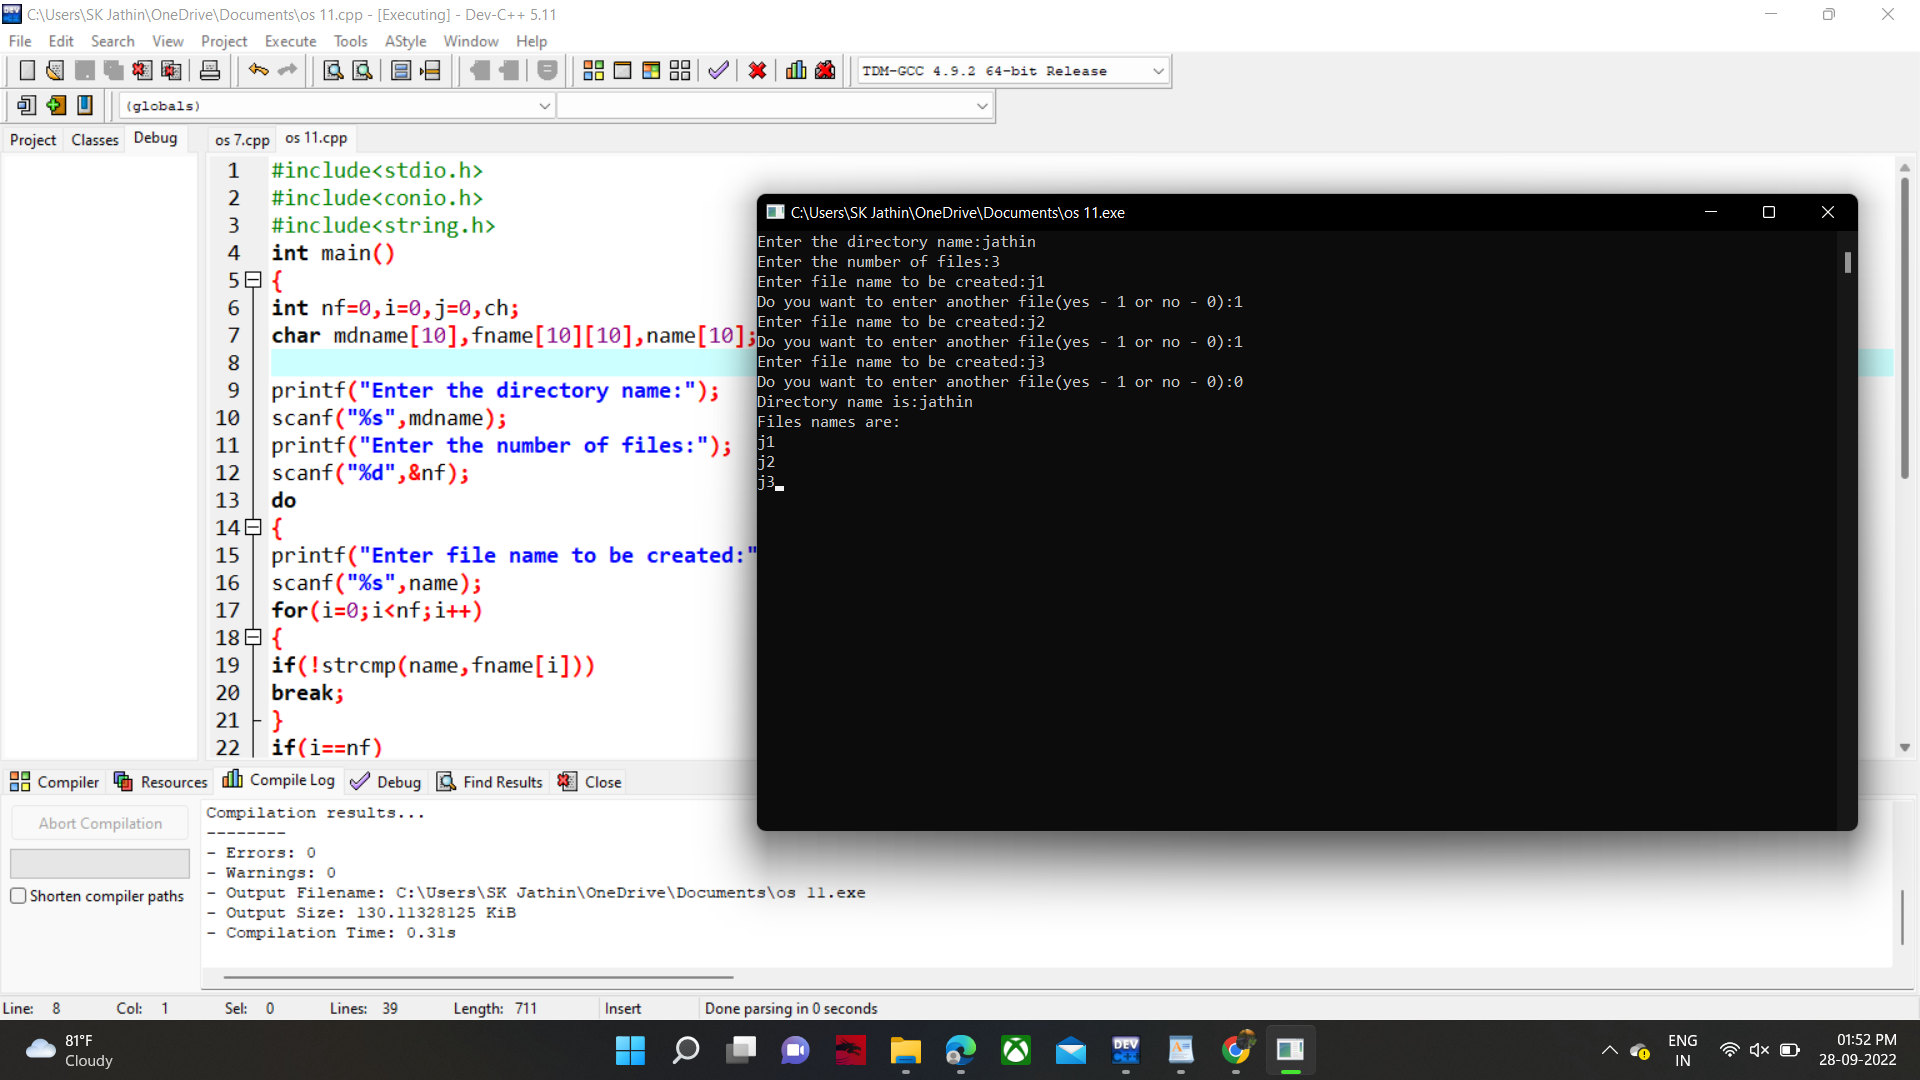 C:\Users\SK Jathin\OneDrive\Documents\os 11.cpp - [Executing] - Dev-C++ 5.11
File Edit Search View Project Execute Tools AStyle Window Help
TDM-GCC 4.9.2 64-bit Release
(globals)
Project Classes Debug os 7.cpp os 11.cpp
1 #include<stdio.h>
2 #include<conio.h>
3 #include<string.h>
4 int main()
5 {
6 int nf=0,i=0,j=0,ch;
7 char mdname[10],fname[10][10],name[10];
8
9 printf("Enter the directory name:");
10 scanf("%s",mdname);
11 printf("Enter the number of files:");
12 scanf("%d",&nf);
13 do
14 {
15 printf("Enter file name to be created:"
16 scanf("%s",name);
17 for(i=0;i<nf;i++)
18 {
19 if(!strcmp(name,fname[i]))
20 break;
21 }
22 if(i==nf)
C:\Users\SK Jathin\OneDrive\Documents\os 11.exe
Enter the directory name:jathin
Enter the number of files:3
Enter file name to be created:j1
Do you want to enter another file(yes - 1 or no - 0):1
Enter file name to be created:j2
Do you want to enter another file(yes - 1 or no - 0):1
Enter file name to be created:j3
Do you want to enter another file(yes - 1 or no - 0):0
Directory name is:jathin
Files names are:
j1
j2
j3
Compiler Resources Compile Log Debug Find Results Close
Abort Compilation
Shorten compiler paths
Compilation results...
--------
- Errors: 0
- Warnings: 0
- Output Filename: C:\Users\SK Jathin\OneDrive\Documents\os 11.exe
- Output Size: 130.11328125 KiB
- Compilation Time: 0.31s
Line: 8 Col: 1 Sel: 0 Lines: 39 Length: 711 Insert Done parsing in 0 seconds
81°F
Cloudy
DEV
C++
ENG
IN
01:52 PM
28-09-2022